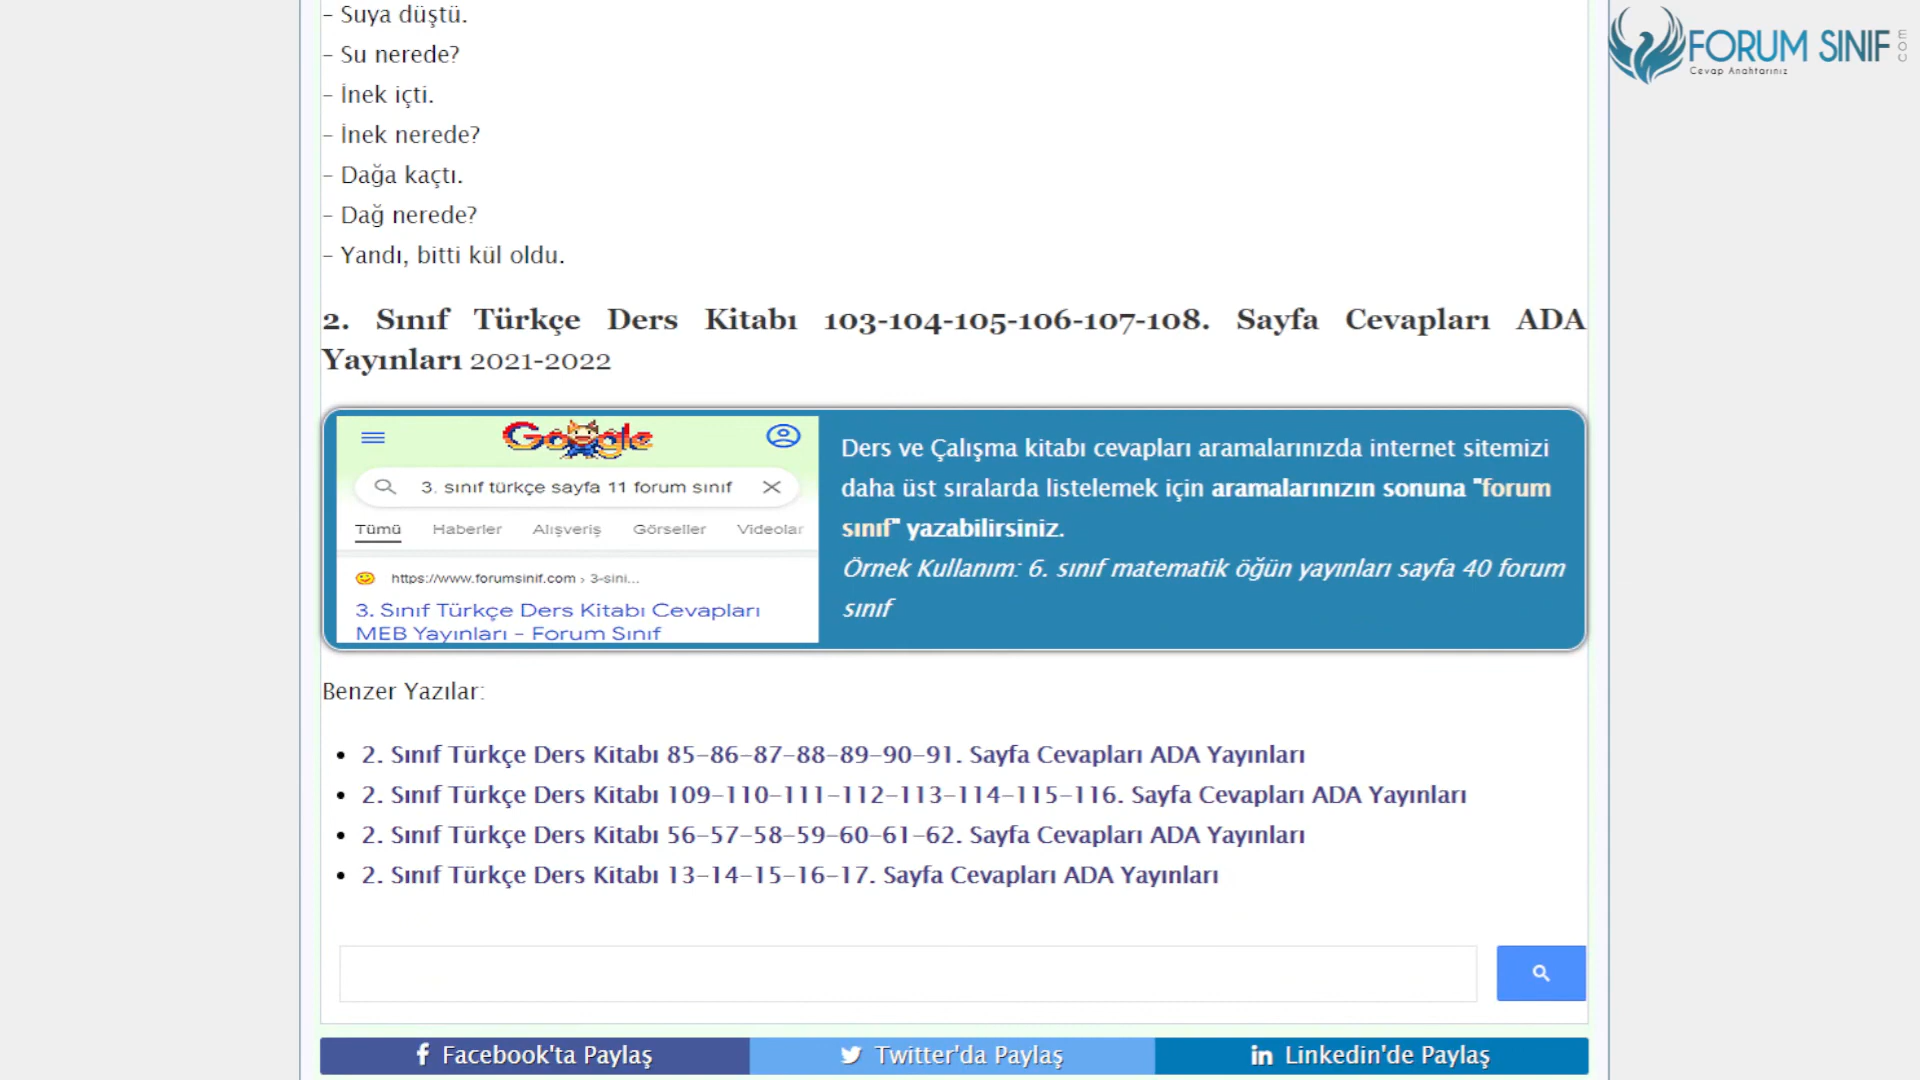 - Suya düştü.
- Su nerede?
- İnek içti.
- İnek nerede?
- Dağa kaçtı.
- Dağ nerede?
- Yandı, bitti kül oldu.
FORUM SINIF
com
Cevap Anahtarınız
2. Sınıf Türkçe Ders Kitabı 103-104-105-106-107-108. Sayfa Cevapları ADA
Yayınları 2021-2022
Google
3. sınıf türkçe sayfa 11 forum sınıf
Tümü Haberler Alışveriş Görseller Videolar
https://www.forumsinif.com › 3-sini...
3. Sınıf Türkçe Ders Kitabı Cevapları
MEB Yayınları - Forum Sınıf
Ders ve Çalışma kitabı cevapları aramalarınızda internet sitemizi
daha üst sıralarda listelemek için aramalarınızın sonuna "forum
sınıf" yazabilirsiniz.
Örnek Kullanım: 6. sınıf matematik öğün yayınları sayfa 40 forum
sınıf
Benzer Yazılar:
• 2. Sınıf Türkçe Ders Kitabı 85-86-87-88-89-90-91. Sayfa Cevapları ADA Yayınları
• 2. Sınıf Türkçe Ders Kitabı 109-110-111-112-113-114-115-116. Sayfa Cevapları ADA Yayınları
• 2. Sınıf Türkçe Ders Kitabı 56-57-58-59-60-61-62. Sayfa Cevapları ADA Yayınları
• 2. Sınıf Türkçe Ders Kitabı 13-14-15-16-17. Sayfa Cevapları ADA Yayınları
Facebook'ta Paylaş Twitter'da Paylaş Linkedin'de Paylaş